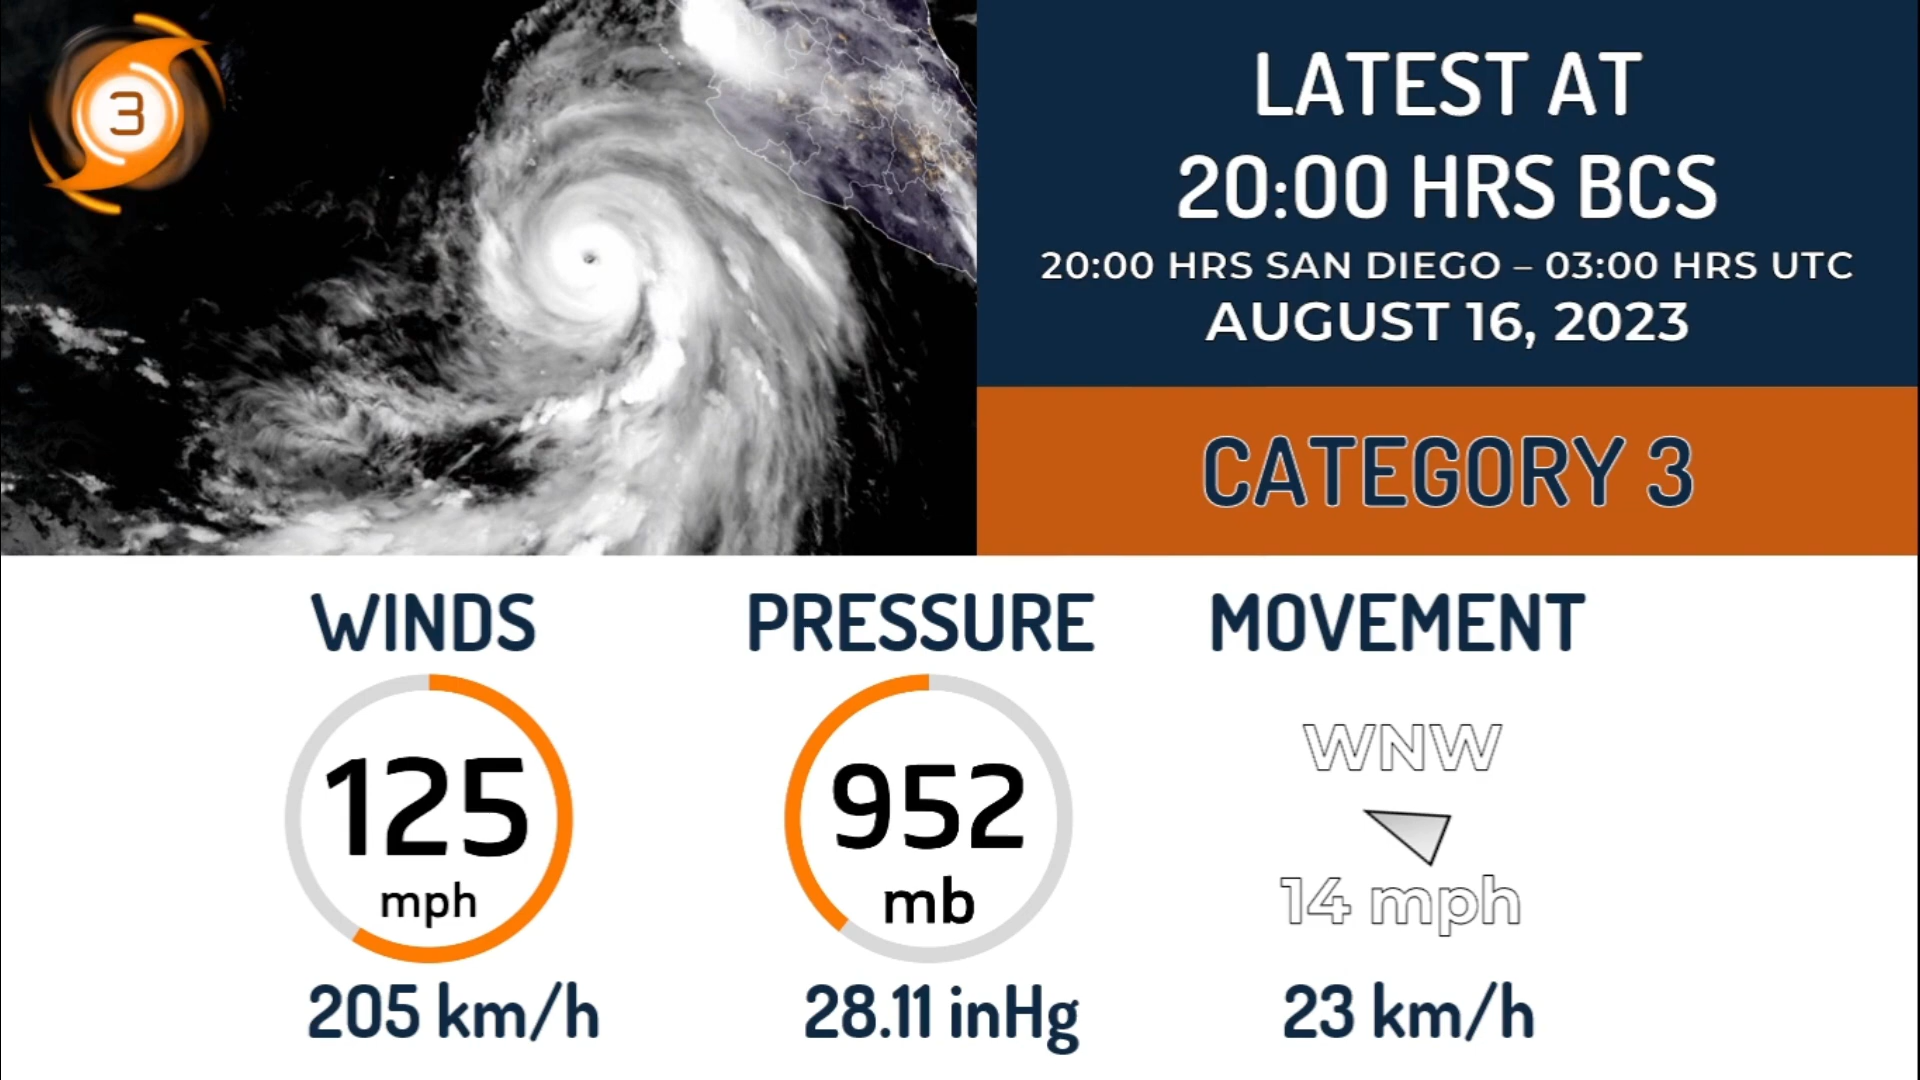 3
LATEST AT
20:00 HRS BCS
20:00 HRS SAN DIEGO – 03:00 HRS UTC
AUGUST 16, 2023
CATEGORY 3
WINDS
125
mph
205 km/h
PRESSURE
952
mb
28.11 inHg
MOVEMENT
WNW
14 mph
23 km/h